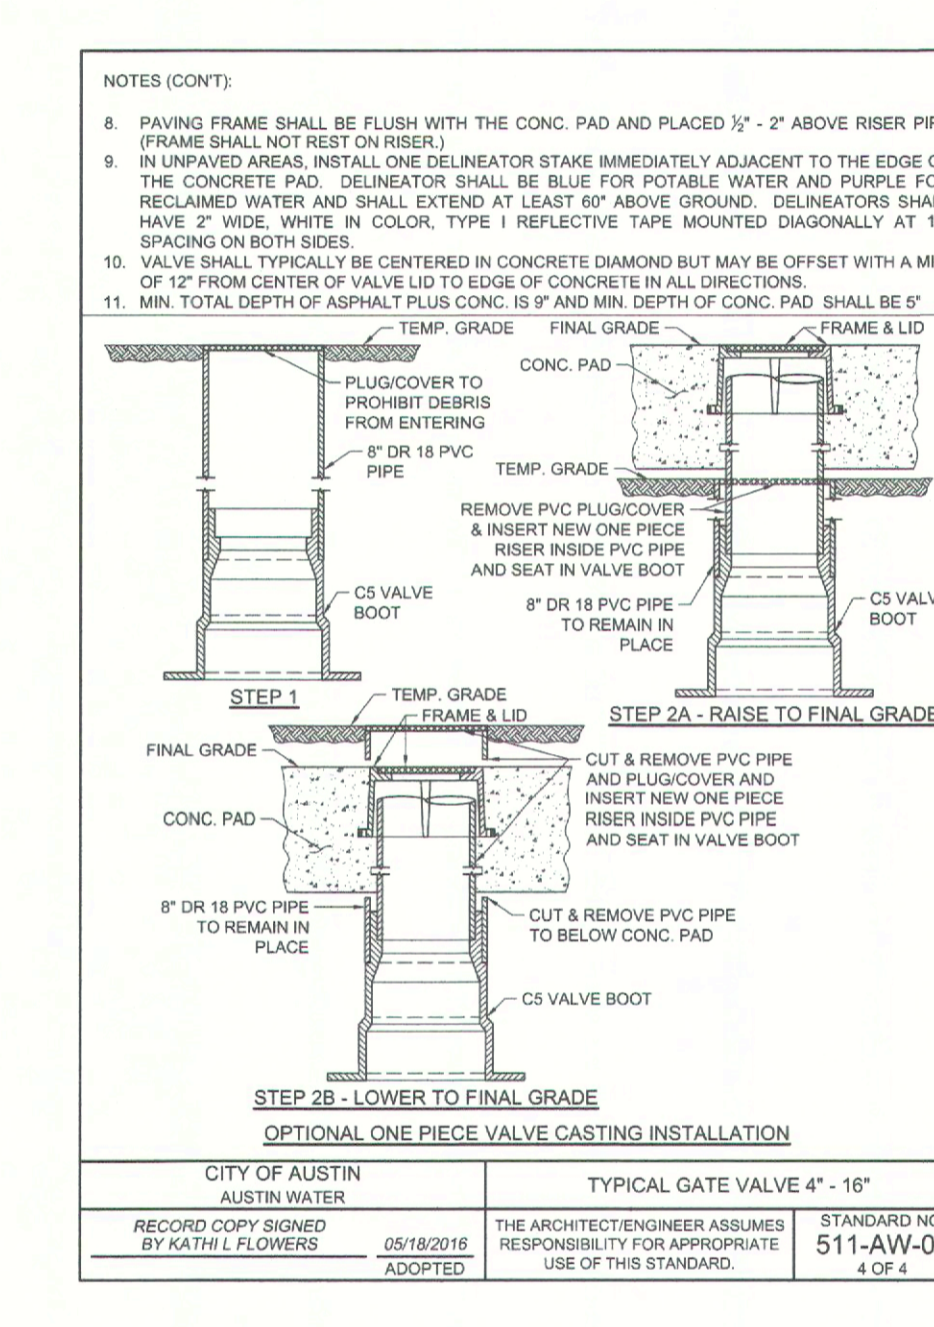 NOTES (CON'T):
8. PAVING FRAME SHALL BE FLUSH WITH THE CONC. PAD AND PLACED ½" - 2" ABOVE RISER
(FRAME SHALL NOT REST ON RISER.)
9. IN UNPAVED AREAS, INSTALL ONE DELINEATOR STAKE IMMEDIATELY ADJACENT TO THE EDGE
THE CONCRETE PAD. DELINEATOR SHALL BE BLUE FOR POTABLE WATER AND PURPLE
RECLAIMED WATER AND SHALL EXTEND AT LEAST 60" ABOVE GROUND. DELINEATORS
HAVE 2" WIDE, WHITE IN COLOR, TYPE I REFLECTIVE TAPE MOUNTED DIAGONALLY AT
SPACING ON BOTH SIDES.
10. VALVE SHALL TYPICALLY BE CENTERED IN CONCRETE DIAMOND BUT MAY BE OFFSET WITH A
OF 12" FROM CENTER OF VALVE LID TO EDGE OF CONCRETE IN ALL DIRECTIONS.
11. MIN. TOTAL DEPTH OF ASPHALT PLUS CONC. IS 9" AND MIN. DEPTH OF CONC. PAD SHALL BE 5"
TEMP. GRADE
PLUG/COVER TO
PROHIBIT DEBRIS
FROM ENTERING
8" DR 18 PVC
PIPE
C5 VALVE
BOOT
STEP 1
FINAL GRADE
FRAME & LID
CONC. PAD
TEMP. GRADE
REMOVE PVC PLUG/COVER
& INSERT NEW ONE PIECE
RISER INSIDE PVC PIPE
AND SEAT IN VALVE BOOT
8" DR 18 PVC PIPE
TO REMAIN IN
PLACE
C5
BOOT
STEP 2A - RAISE TO FINAL GRADE
TEMP. GRADE
FRAME & LID
FINAL GRADE
CUT & REMOVE PVC PIPE
AND PLUG/COVER AND
INSERT NEW ONE PIECE
RISER INSIDE PVC PIPE
AND SEAT IN VALVE BOOT
CONC. PAD
8" DR 18 PVC PIPE
TO REMAIN IN
PLACE
CUT & REMOVE PVC PIPE
TO BELOW CONC. PAD
C5 VALVE BOOT
STEP 2B - LOWER TO FINAL GRADE
OPTIONAL ONE PIECE VALVE CASTING INSTALLATION
CITY OF AUSTIN
AUSTIN WATER
TYPICAL GATE VALVE 4" - 16"
RECORD COPY SIGNED
BY KATHI L FLOWERS
05/18/2016
ADOPTED
THE ARCHITECT/ENGINEER ASSUMES
RESPONSIBILITY FOR APPROPRIATE
USE OF THIS STANDARD.
STANDARD
511-AW-0
4 OF 4